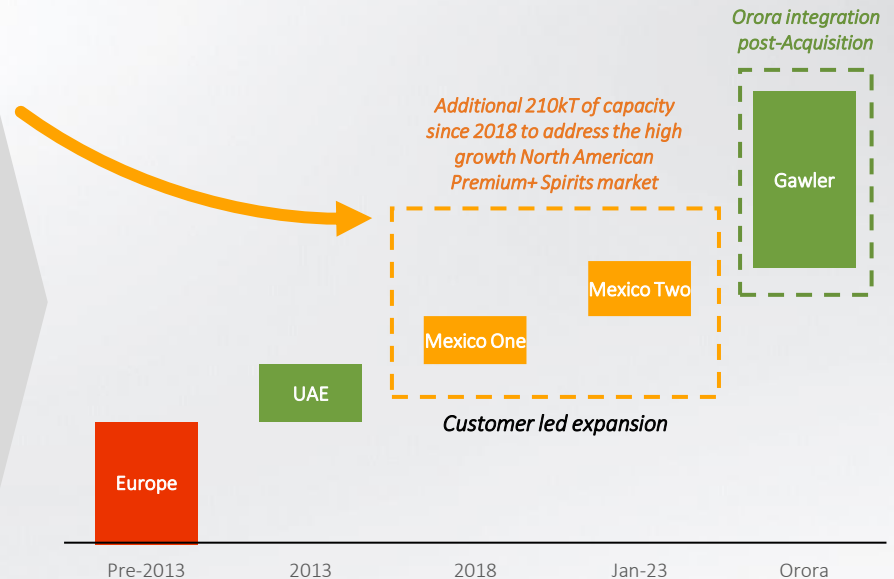 Orora integration
post-Acquisition
Additional 210kT of capacity
since 2018 to address the high
growth North American
Premium+ Spirits market
Gawler
Mexico Two
Mexico One
UAE
Customer led expansion
Europe
Pre-2013
2013
2018
Jan-23
Orora